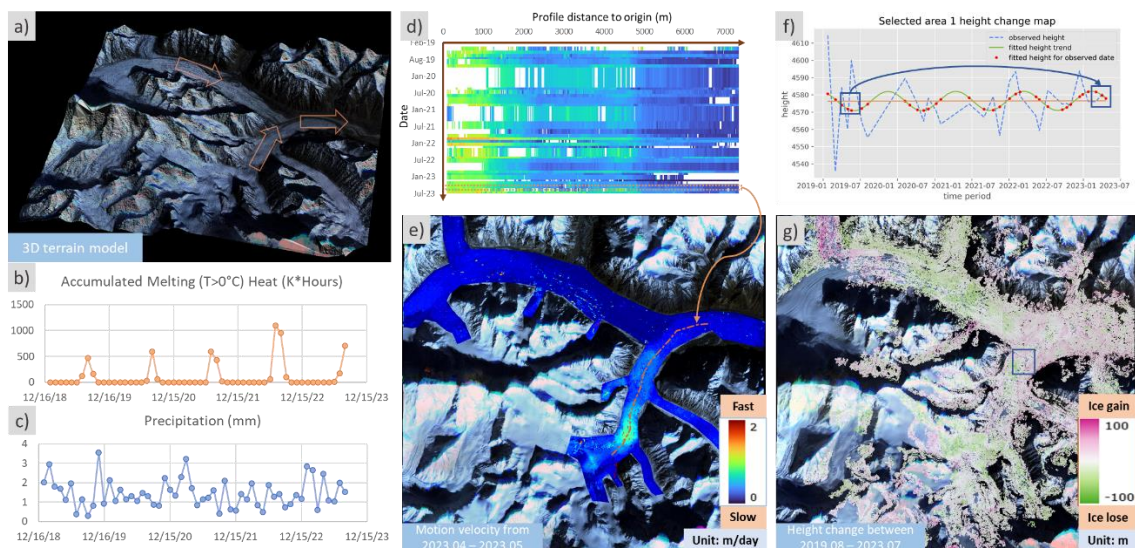 a)
3D terrain model
b)
Accumulated Melting (T>0°C) Heat (K*Hours)
1500
1000
500
0
12/16/18 12/16/19 12/15/20 12/15/21 12/15/22 12/15/23
c)
Precipitation (mm)
4
3
2
1
0
12/16/18 12/16/19 12/15/20 12/15/21 12/15/22 12/15/23
d)
Profile distance to origin (m)
0 1000 2000 3000 4000 5000 6000 7000
Date
Feb-19
Aug-19
Jan-20
Jul-20
Jan-21
Jul-21
Jan-22
Jul-22
Jan-23
Jul-23
e)
Fast
2
1
0
Slow
Motion velocity from
2023.04 – 2023.05
Unit: m/day
f)
Selected area 1 height change map
observed height
fitted height trend
fitted height for observed date
height
4610
4600
4590
4580
4570
4560
4550
4540
2019-01 2019-07 2020-01 2020-07 2021-01 2021-07 2022-01 2022-07 2023-01 2023-07
time period
g)
Ice gain
100
0
-100
Ice lose
Height change between
2019.08 – 2023.07
Unit: m